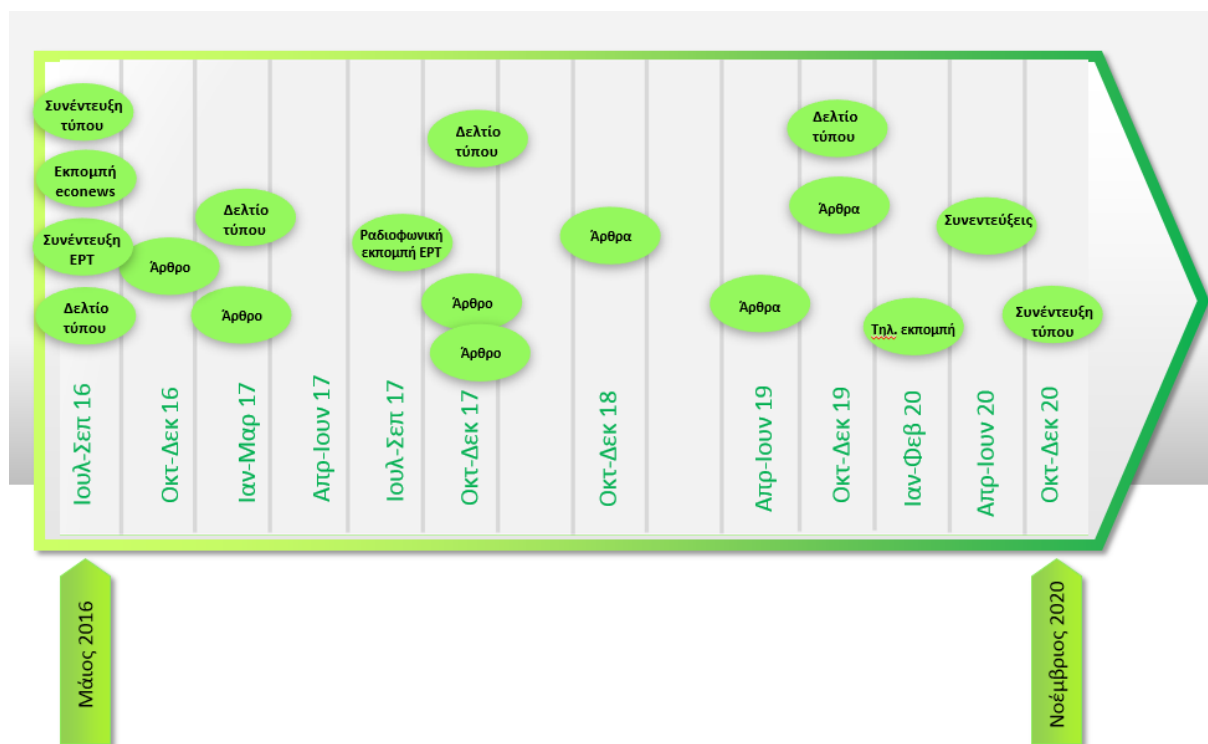 Συνέντευξη
τύπου
Εκπομπή
econews
Συνέντευξη
ΕΡΤ
Δελτίο
τύπου
Άρθρο
Δελτίο
τύπου
Άρθρο
Ραδιοφωνική
εκπομπή ΕΡΤ
Δελτίο
τύπου
Άρθρο
Άρθρο
Άρθρα
Άρθρα
Δελτίο
τύπου
Άρθρα
Τηλ. εκπομπή
Συνεντεύξεις
Συνέντευξη
τύπου
Ιουλ-Σεπ 16
Οκτ-Δεκ 16
Ιαν-Μαρ 17
Απρ-Ιουν 17
Ιουλ-Σεπ 17
Οκτ-Δεκ 17
Οκτ-Δεκ 18
Απρ-Ιουν 19
Οκτ-Δεκ 19
Ιαν-Φεβ 20
Απρ-Ιουν 20
Οκτ-Δεκ 20
Μάιος 2016
Νοέμβριος 2020